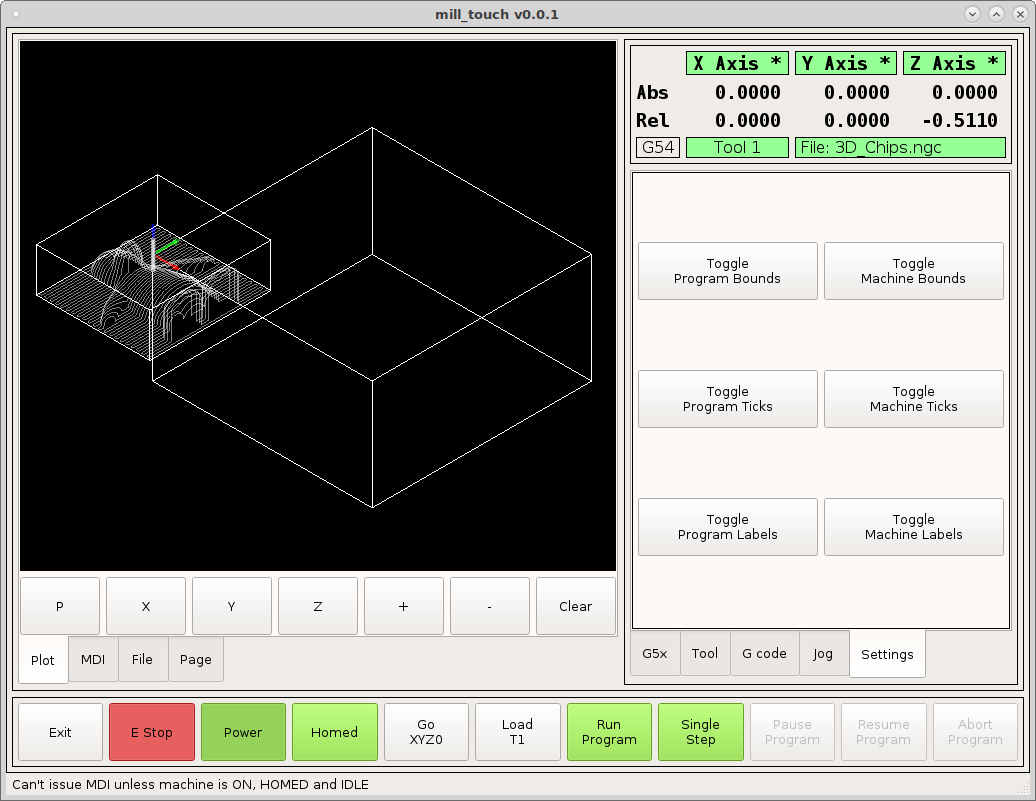 mill_touch v0.0.1
X Axis * Y Axis * Z Axis *
Abs 0.0000 0.0000 0.0000
Rel 0.0000 0.0000 -0.5110
G54 Tool 1 File: 3D_Chips.ngc
Toggle
Program Bounds
Toggle
Machine Bounds
Toggle
Program Ticks
Toggle
Machine Ticks
Toggle
Program Labels
Toggle
Machine Labels
P X Y Z + - Clear
Plot MDI File Page
G5x Tool G code Jog Settings
Exit
E Stop
Power
Homed
Go
XYZ0
Load
T1
Run
Program
Single
Step
Pause
Program
Resume
Program
Abort
Program
Can't issue MDI unless machine is ON, HOMED and IDLE